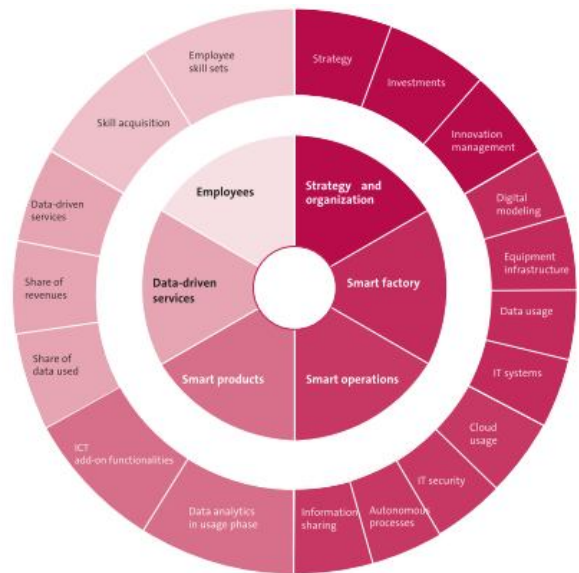 Employee
skill sets
Strategy
Investments
Skill acquisition
Innovation
management
Employees
Strategy and
organization
Data-driven
services
Digital
modeling
Equipment
infrastructure
Share of
revenues
Data-driven
services
Smart factory
Data usage
Share of
data used
Smart products
Smart operations
IT systems
Cloud
usage
ICT
add-on functionalities
IT security
Data analytics
in usage phase
Information
sharing
Autonomous
processes